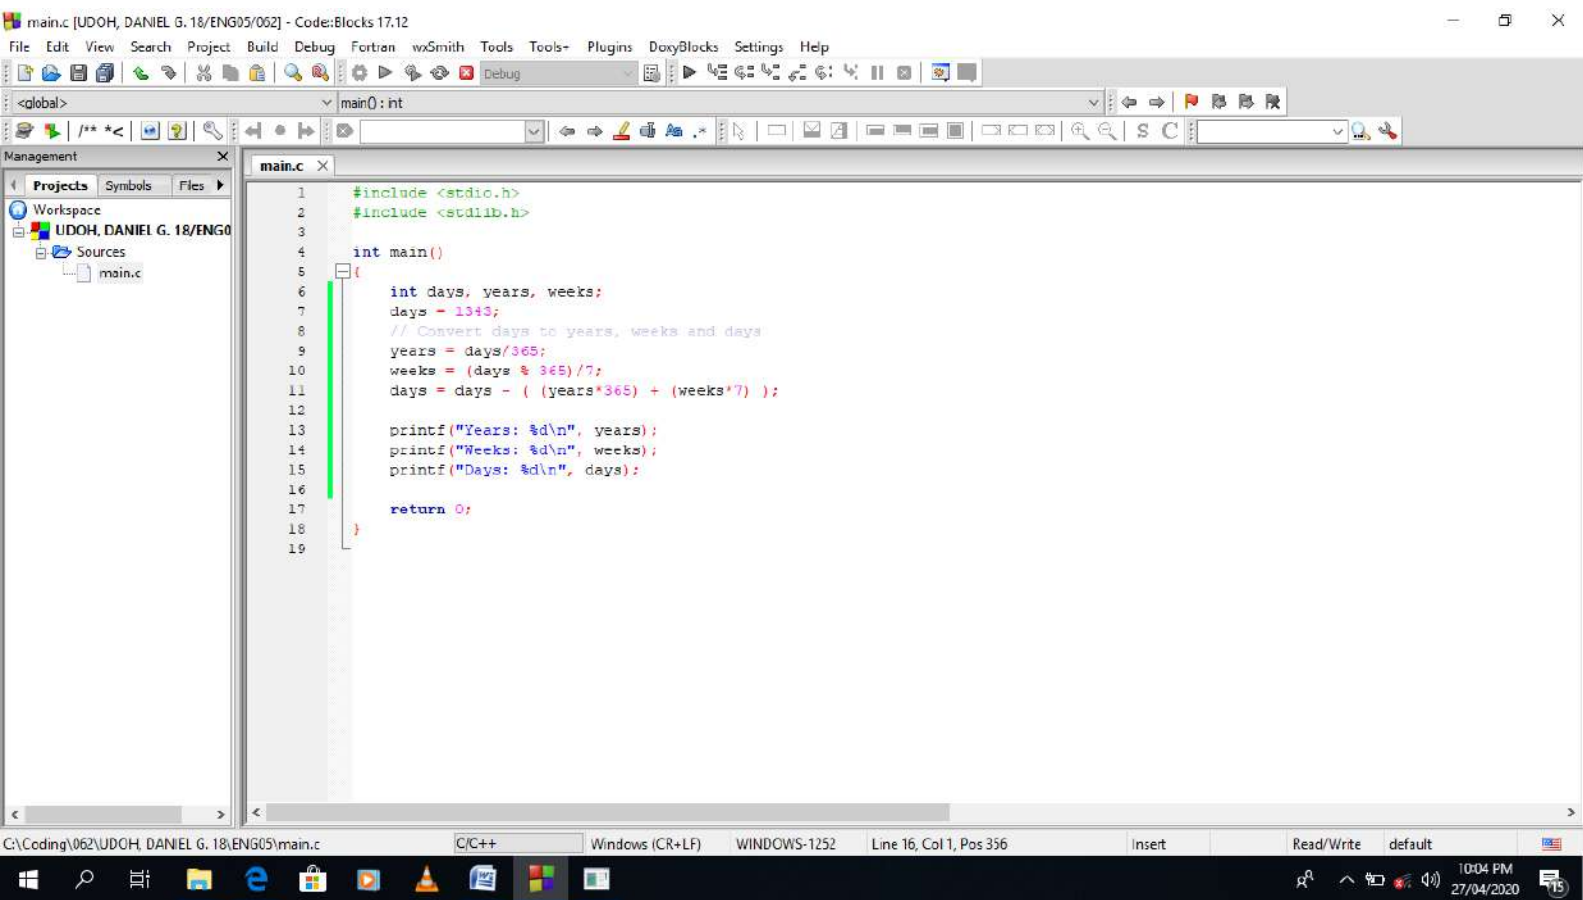 main.c [UDOH, DANIEL G. 18/ENG05/062] - Code::Blocks 17.12
File Edit View Search Project Build Debug Fortran wxSmith Tools Tools+ Plugins DoxyBlocks Settings Help
Debug
<global> main() : int
/** *<
.*
S C
Management
main.c
Projects Symbols Files
Workspace
UDOH, DANIEL G. 18/ENG0
Sources
main.c
1 #include <stdio.h>
2 #include <stdlib.h>
3
4 int main()
5 {
6 int days, years, weeks;
7 days = 1343;
8 // Convert days to years, weeks and days
9 years = days/365;
10 weeks = (days % 365)/7;
11 days = days - ( (years*365) + (weeks*7) );
12
13 printf("Years: %d\n", years);
14 printf("Weeks: %d\n", weeks);
15 printf("Days: %d\n", days);
16
17 return 0;
18 }
19
C:\Coding\062\UDOH, DANIEL G. 18\ENG05\main.c C/C++ Windows (CR+LF) WINDOWS-1252 Line 16, Col 1, Pos 356 Insert Read/Write default
10:04 PM
27/04/2020
15